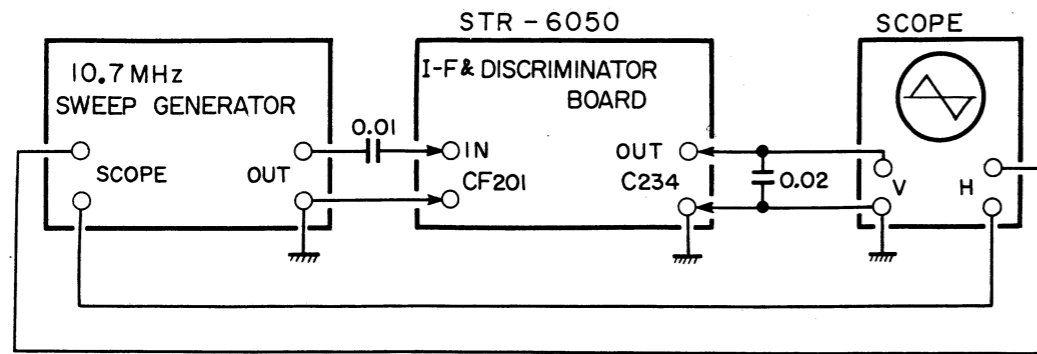 STR-6050
SCOPE
10.7 MHz
SWEEP GENERATOR
SCOPE
OUT
0.01
I-F & DISCRIMINATOR
BOARD
IN
CF201
OUT
C234
0.02
V
H